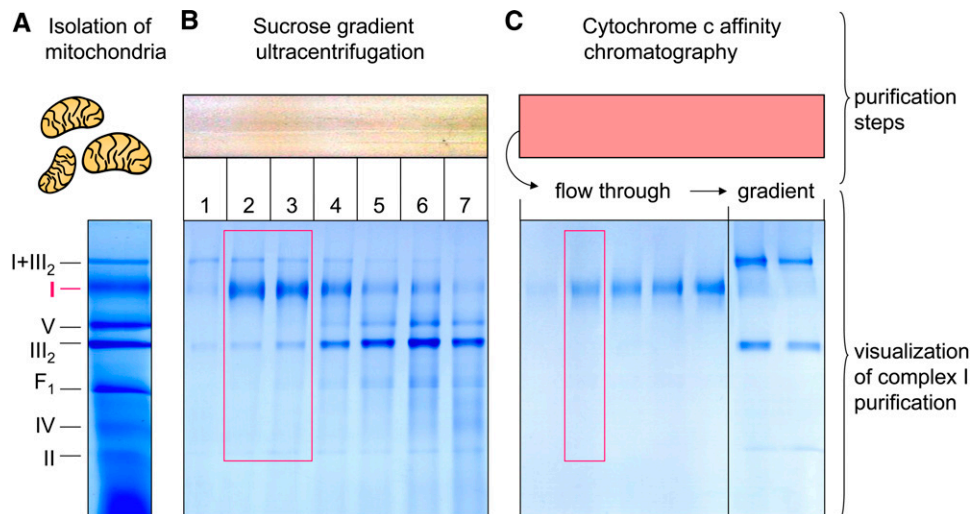 A Isolation of
mitochondria
B Sucrose gradient
ultracentrifugation
C Cytochrome c affinity
chromatography
purification
steps
1 2 3 4 5 6 7
flow through gradient
I+III₂
I
V
III₂
F₁
IV
II
visualization
of complex I
purification